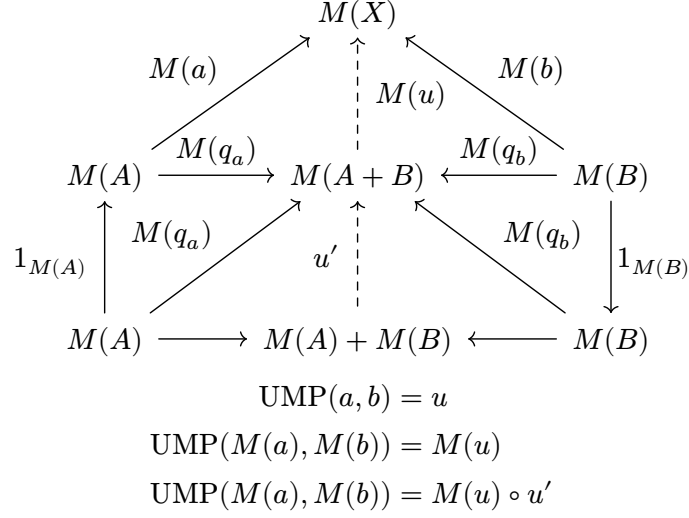 M(X)
M(a) M(u) M(b)
M(q_a) M(q_b)
M(A) M(A + B) M(B)
M(q_a) M(q_b)
1_{M(A)} u′ 1_{M(B)}
M(A) M(A) + M(B) M(B)
UMP(a, b) = u
UMP(M(a), M(b)) = M(u)
UMP(M(a), M(b)) = M(u) ∘ u′